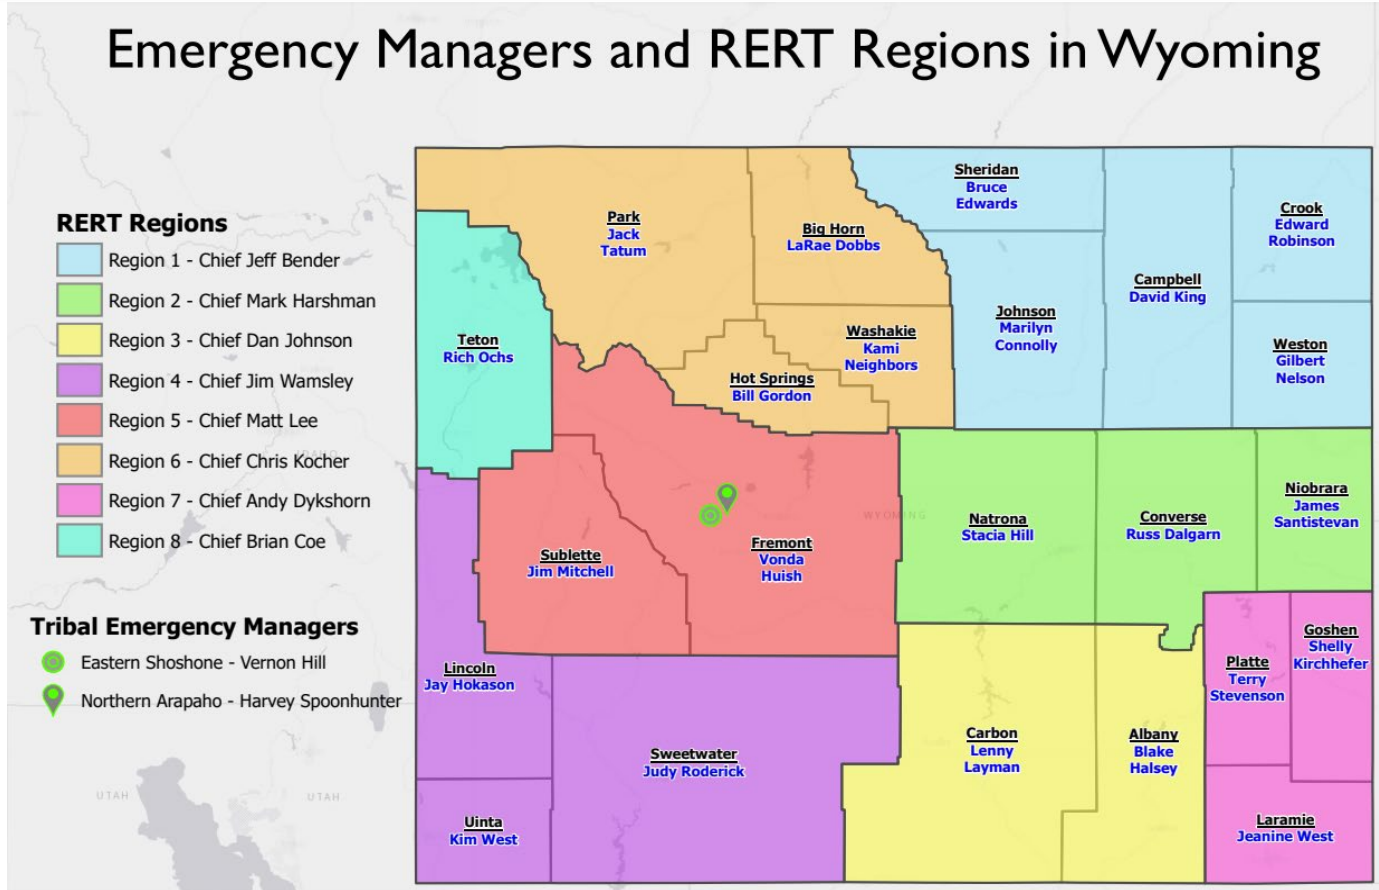 Emergency Managers and RERT Regions in Wyoming
RERT Regions
Region 1 - Chief Jeff Bender
Region 2 - Chief Mark Harshman
Region 3 - Chief Dan Johnson
Region 4 - Chief Jim Wamsley
Region 5 - Chief Matt Lee
Region 6 - Chief Chris Kocher
Region 7 - Chief Andy Dykshorn
Region 8 - Chief Brian Coe
Tribal Emergency Managers
Eastern Shoshone - Vernon Hill
Northern Arapaho - Harvey Spoonhunter
Park
Jack
Tatum
Big Horn
LaRae Dobbs
Sheridan
Bruce
Edwards
Crook
Edward
Robinson
Campbell
David King
Johnson
Marilyn
Connolly
Weston
Gilbert
Nelson
Teton
Rich Ochs
Washakie
Kami
Neighbors
Hot Springs
Bill Gordon
Sublette
Jim Mitchell
Fremont
Vonda
Huish
WYOMING
Natrona
Stacia Hill
Converse
Russ Dalgarn
Niobrara
James
Santistevan
Lincoln
Jay Hokason
Sweetwater
Judy Roderick
Uinta
Kim West
Carbon
Lenny
Layman
Albany
Blake
Halsey
Platte
Terry
Stevenson
Goshen
Shelly
Kirchhefer
Laramie
Jeanine West
IDAHO
UTAH
UTAH